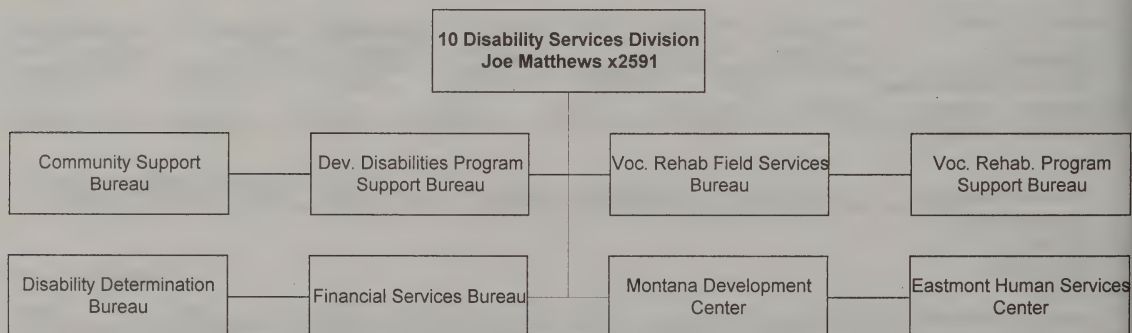 10 Disability Services Division
Joe Matthews x2591
Community Support
Bureau
Dev. Disabilities Program
Support Bureau
Voc. Rehab Field Services
Bureau
Voc. Rehab. Program
Support Bureau
Disability Determination
Bureau
Financial Services Bureau
Montana Development
Center
Eastmont Human Services
Center